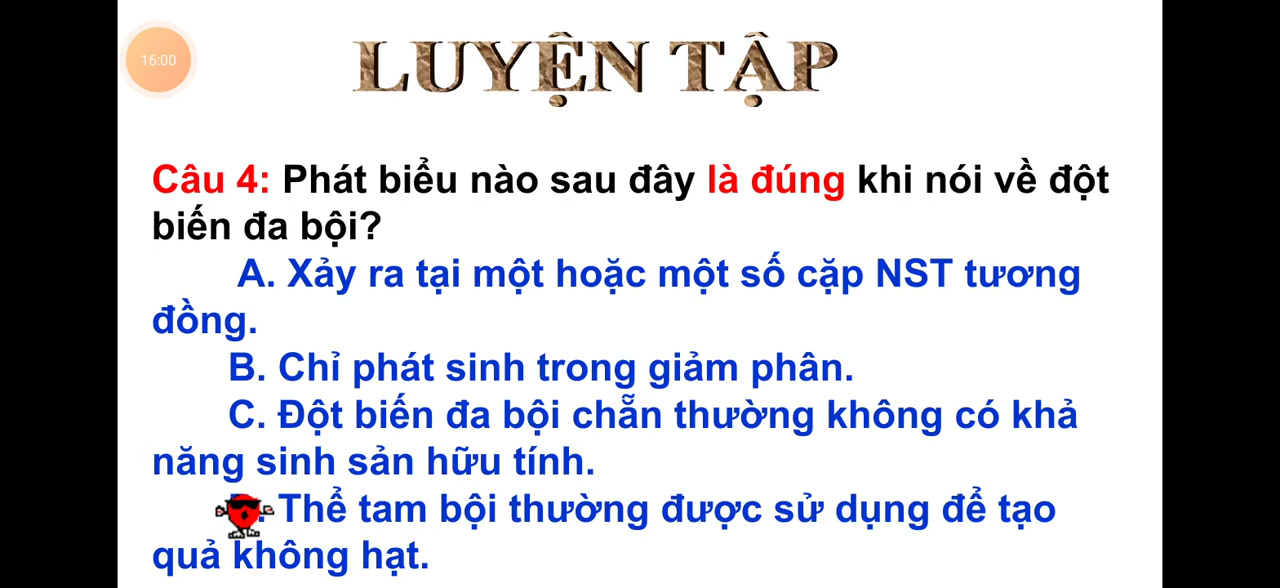 16:00
LUYỆN TẬP
Câu 4: Phát biểu nào sau đây là đúng khi nói về đột
biến đa bội?
A. Xảy ra tại một hoặc một số cặp NST tương
đồng.
B. Chỉ phát sinh trong giảm phân.
C. Đột biến đa bội chẵn thường không có khả
năng sinh sản hữu tính.
Thể tam bội thường được sử dụng để tạo
quả không hạt.